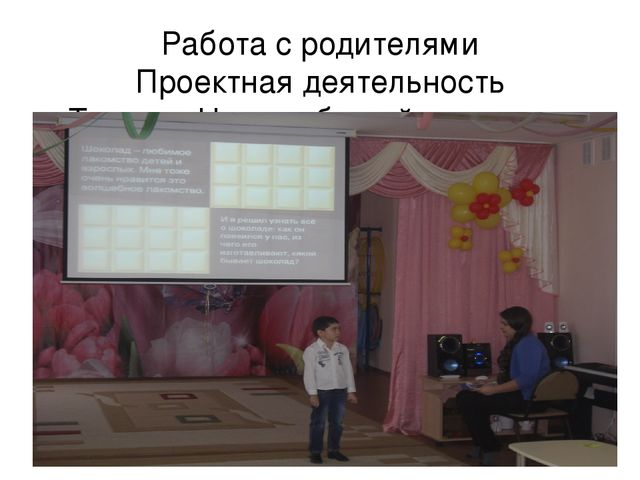 Работа с родителями
Проектная деятельность
Шоколад – любимое
лакомство детей и
взрослых. Мне тоже
очень нравится это
волшебное лакомство.
И я решил узнать всё
о шоколаде: как он
появился у нас, из
чего его
изготавливают, какой
бывает шоколад?